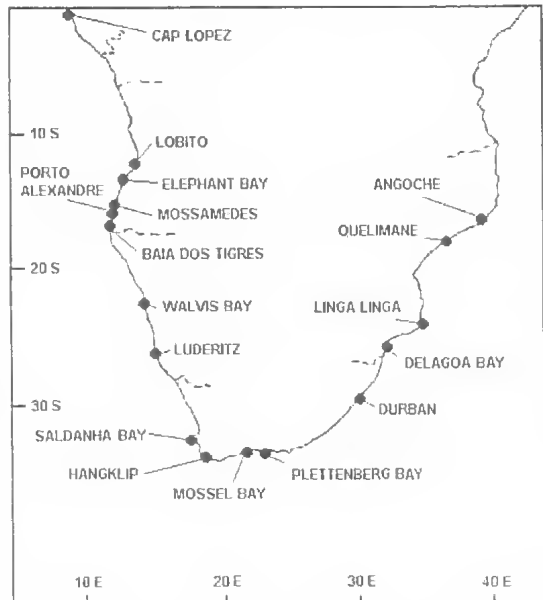 CAP LOPEZ
10 S
LOBITO
PORTO
ALEXANDRE
ELEPHANT BAY
ANGOCHE
MOSSAMEDES
QUELIMANE
BAIA DOS TIGRES
20 S
WALVIS BAY
LINGA LINGA
LUDERITZ
DELAGOA BAY
30 S
DURBAN
SALDANHA BAY
HANGKLIP
PLETTENBERG BAY
MOSSEL BAY
10 E
20 E
30 E
40 E